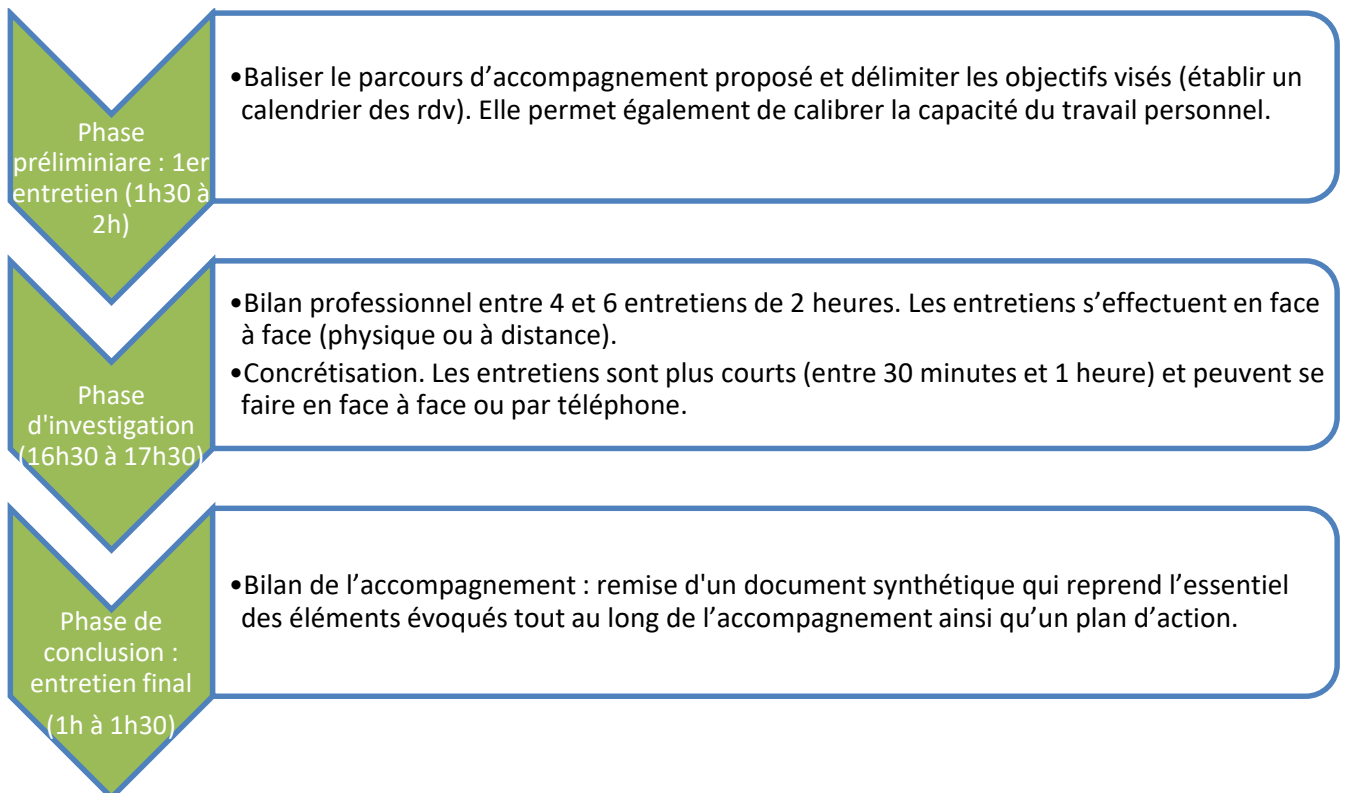 Phase
préliminiare : 1er
entretien (1h30 à
2h)
•Baliser le parcours d’accompagnement proposé et délimiter les objectifs visés (établir un
calendrier des rdv). Elle permet également de calibrer la capacité du travail personnel.
Phase
d'investigation
(16h30 à 17h30)
•Bilan professionnel entre 4 et 6 entretiens de 2 heures. Les entretiens s’effectuent en face
à face (physique ou à distance).
•Concrétisation. Les entretiens sont plus courts (entre 30 minutes et 1 heure) et peuvent se
faire en face à face ou par téléphone.
Phase de
conclusion :
entretien final
(1h à 1h30)
•Bilan de l’accompagnement : remise d'un document synthétique qui reprend l’essentiel
des éléments évoqués tout au long de l’accompagnement ainsi qu’un plan d’action.